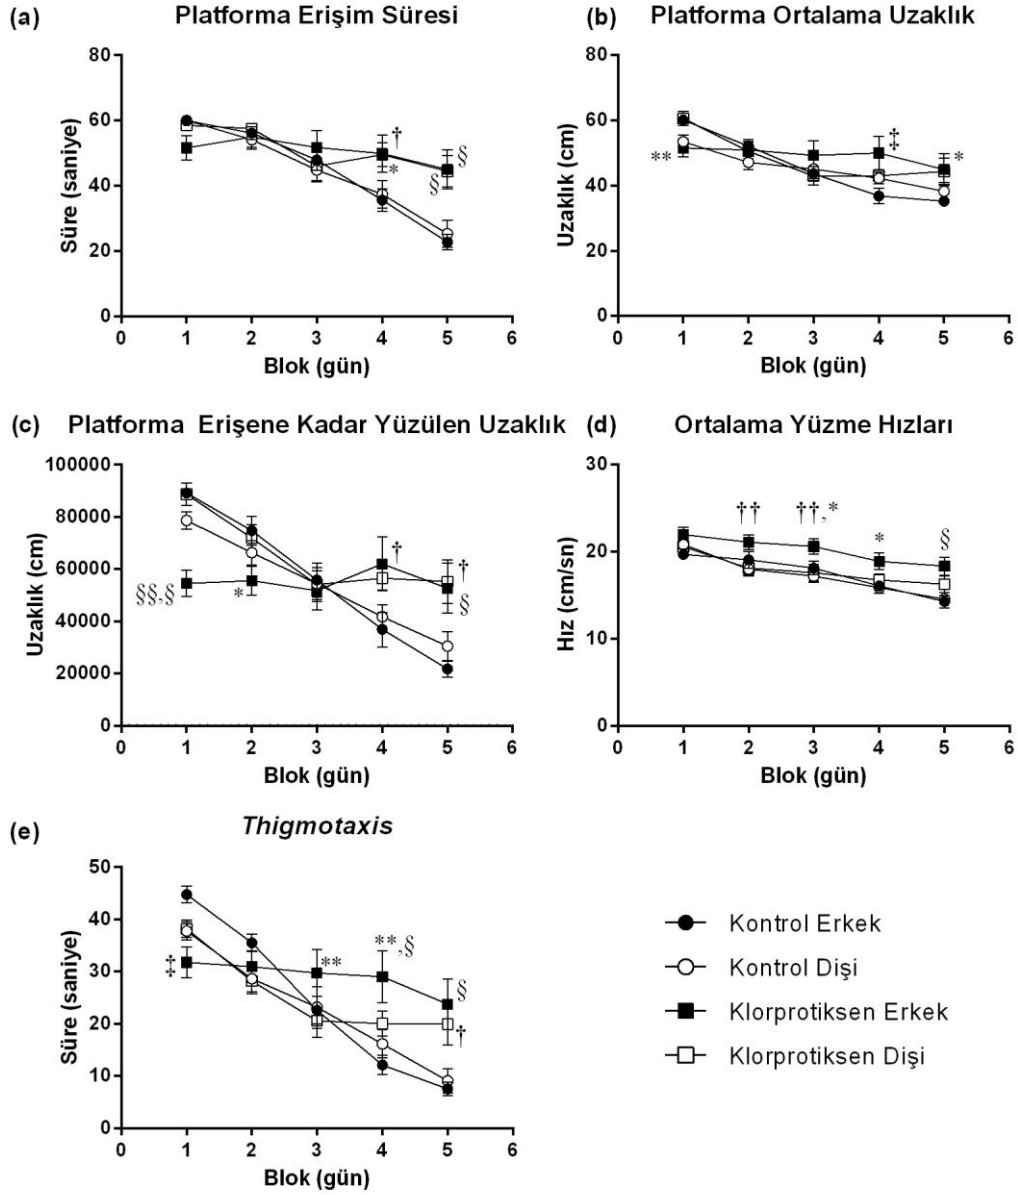 (a) Platforma Erişim Süresi
80
60
40
20
0
Süre (saniye)
†
*
§
§
0 1 2 3 4 5 6
Blok (gün)
(b) Platforma Ortalama Uzaklık
80
60
40
20
0
Uzaklık (cm)
**
‡
*
0 1 2 3 4 5 6
Blok (gün)
(c) Platforma Erişene Kadar Yüzülen Uzaklık
100000
80000
60000
40000
20000
0
Uzaklık (cm)
§§,§
*
†
†
§
0 1 2 3 4 5 6
Blok (gün)
(d) Ortalama Yüzme Hızları
30
20
10
0
Hız (cm/sn)
††
††,*
*
§
0 1 2 3 4 5 6
Blok (gün)
(e) Thigmotaxis
50
40
30
20
10
0
Süre (saniye)
‡
**
**,§
§
†
0 1 2 3 4 5 6
Blok (gün)
Kontrol Erkek
Kontrol Dişi
Klorprotiksen Erkek
Klorprotiksen Dişi